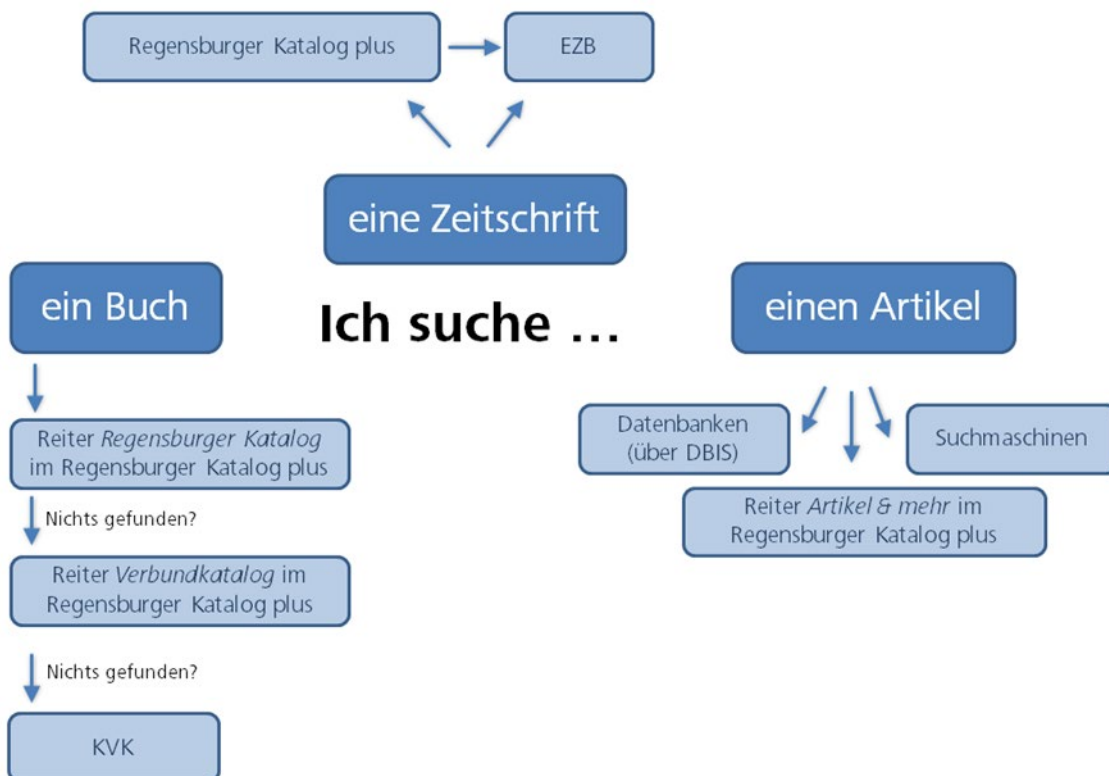 Regensburger Katalog plus
EZB
eine Zeitschrift
ein Buch
Ich suche ...
einen Artikel
Reiter Regensburger Katalog
im Regensburger Katalog plus
Nichts gefunden?
Reiter Verbundkatalog im
Regensburger Katalog plus
Nichts gefunden?
KVK
Datenbanken
(über DBIS)
Suchmaschinen
Reiter Artikel & mehr im
Regensburger Katalog plus